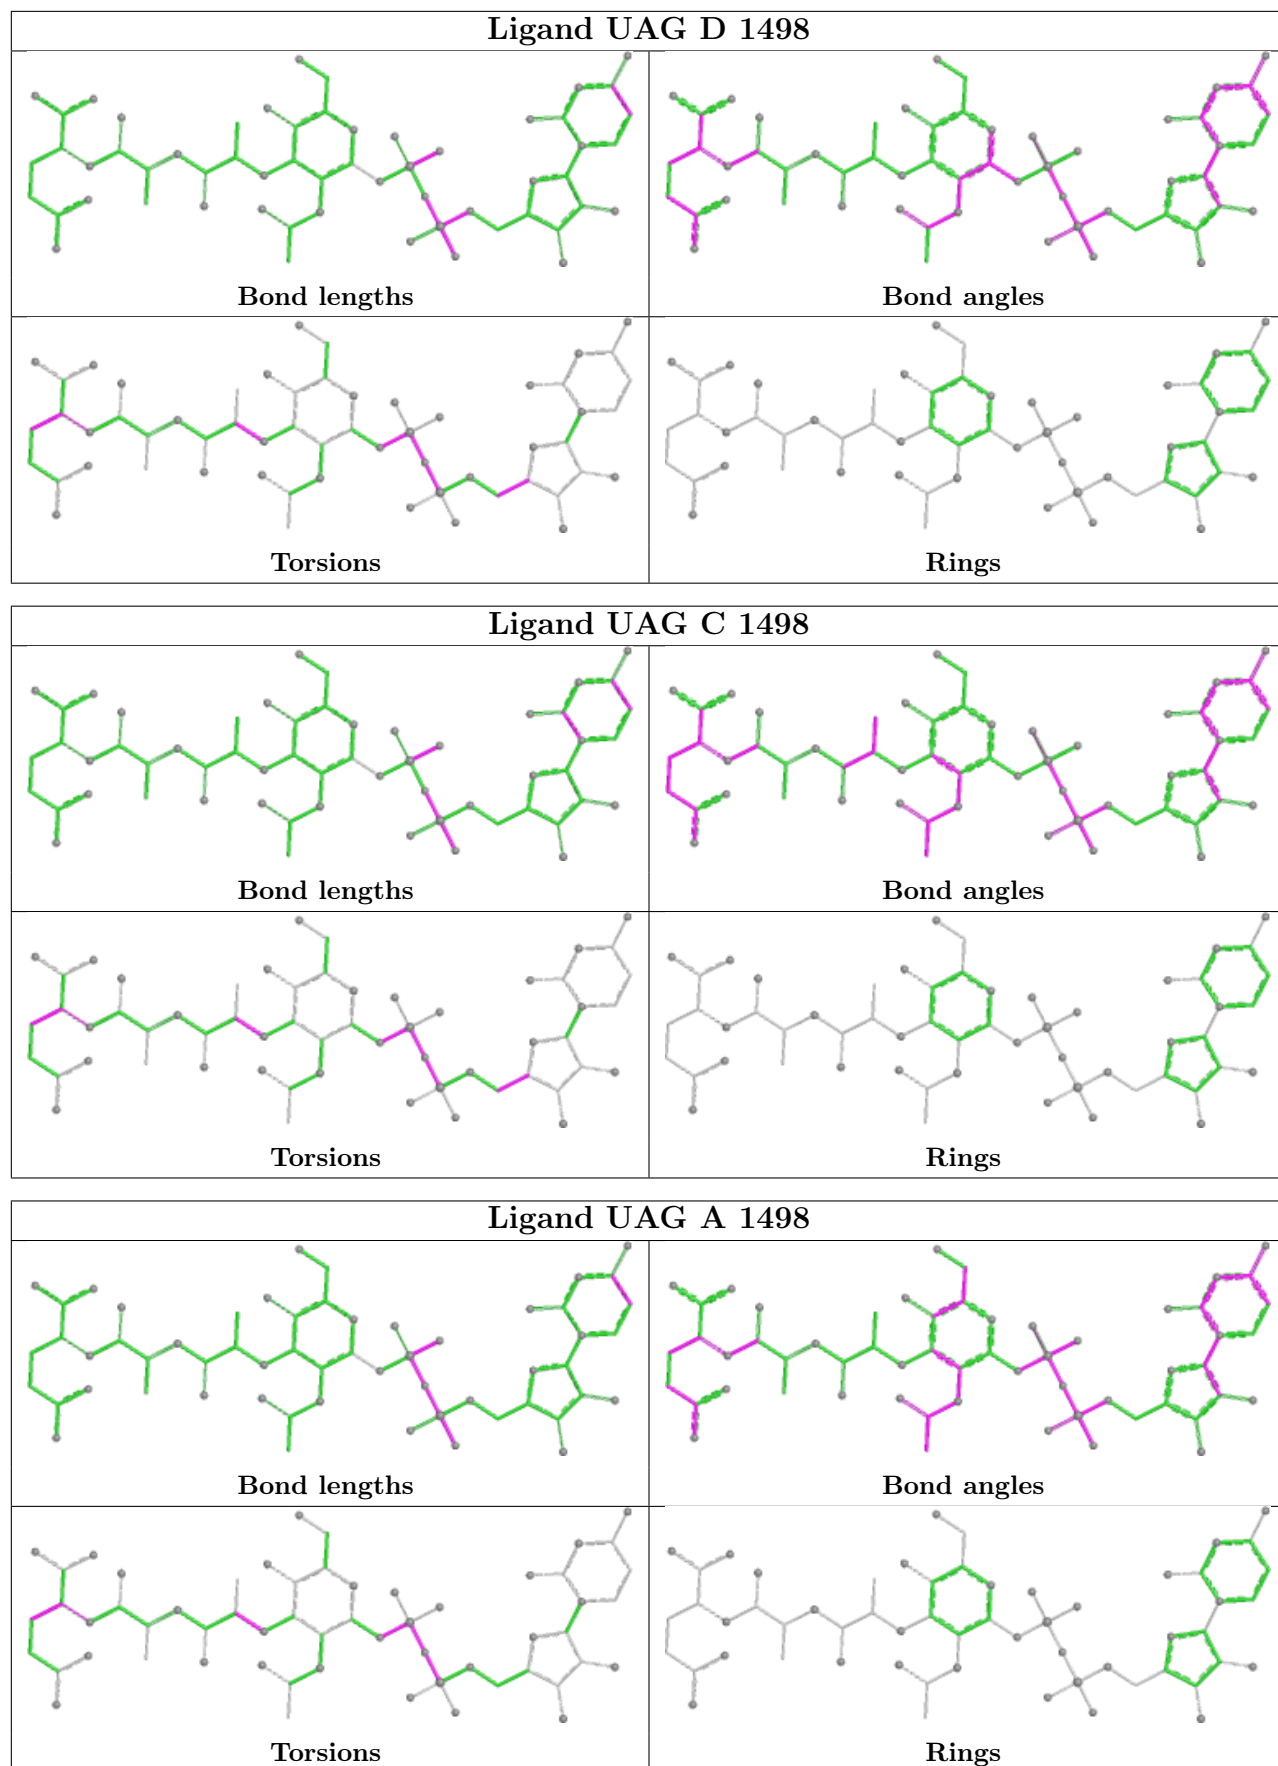 Ligand UAG D 1498
Bond lengths
Bond angles
Torsions
Rings
Ligand UAG C 1498
Bond lengths
Bond angles
Torsions
Rings
Ligand UAG A 1498
Bond lengths
Bond angles
Torsions
Rings